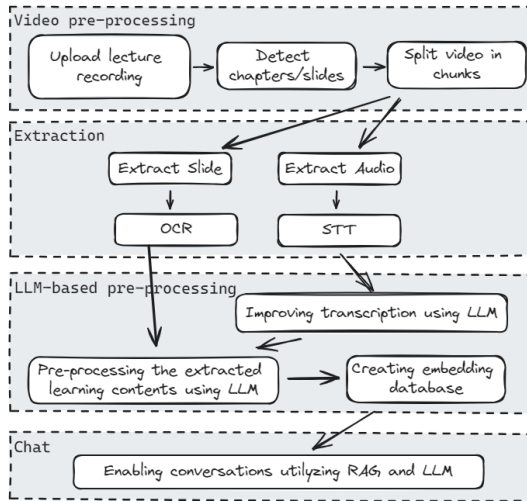 Video pre-processing
Upload lecture
recording
Detect
chapters/slides
Split video in
chunks
Extraction
Extract Slide
Extract Audio
OCR
STT
LLM-based pre-processing
Improving transcription using LLM
Pre-processing the extracted
learning contents using LLM
Creating embedding
database
Chat
Enabling conversations utilyzing RAG, and LLM